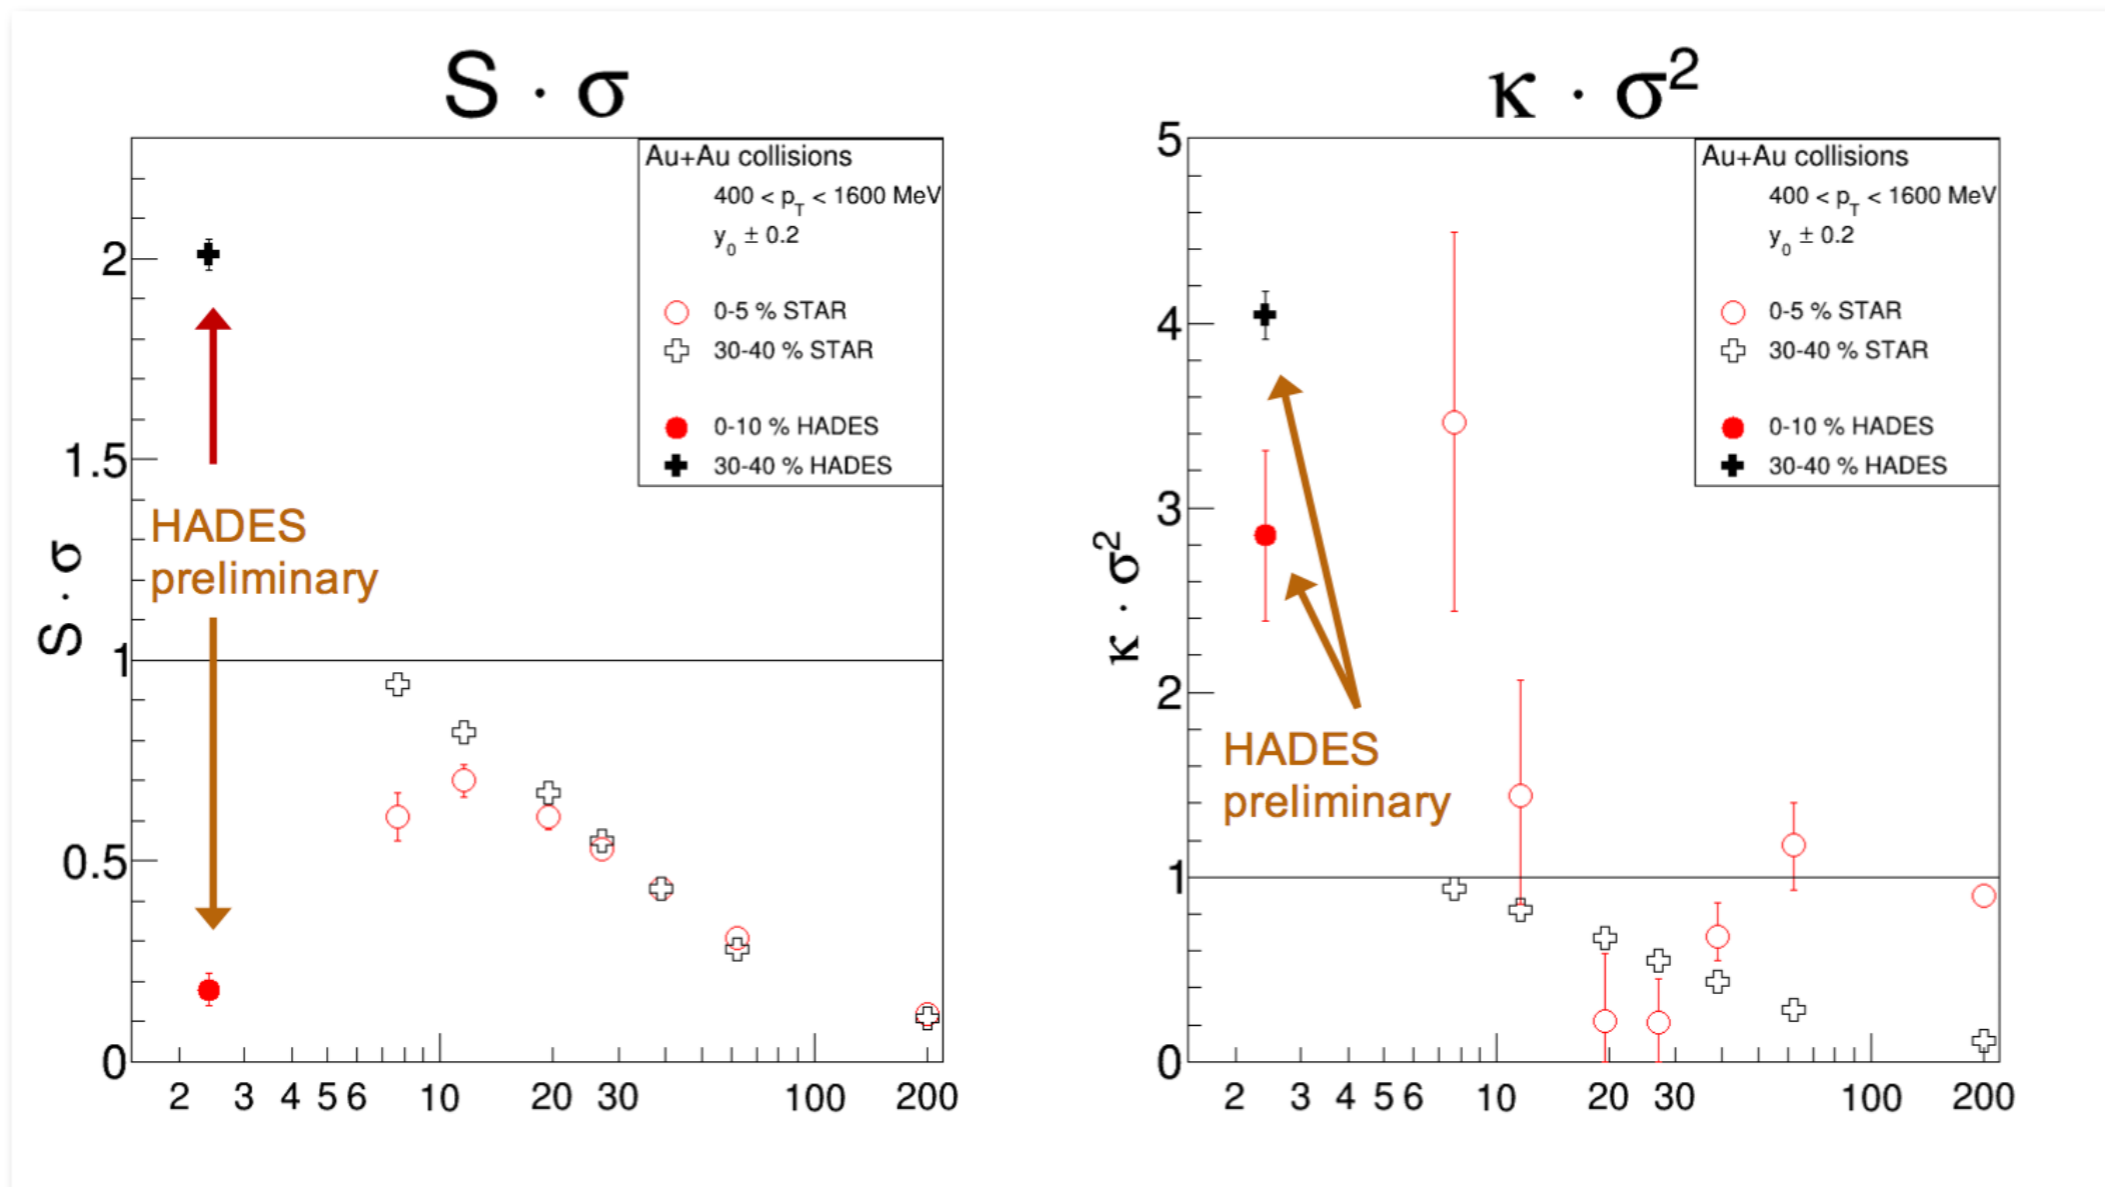 S · σ
Au+Au collisions
400 < p_T < 1600 MeV
y_0 ± 0.2
0-5 % STAR
30-40 % STAR
0-10 % HADES
30-40 % HADES
HADES
preliminary
S · σ
2
1.5
1
0.5
0
2 3 4 5 6 10 20 30 100 200
κ · σ²
Au+Au collisions
400 < p_T < 1600 MeV
y_0 ± 0.2
0-5 % STAR
30-40 % STAR
0-10 % HADES
30-40 % HADES
HADES
preliminary
κ · σ²
5
4
3
2
1
0
2 3 4 5 6 10 20 30 100 200